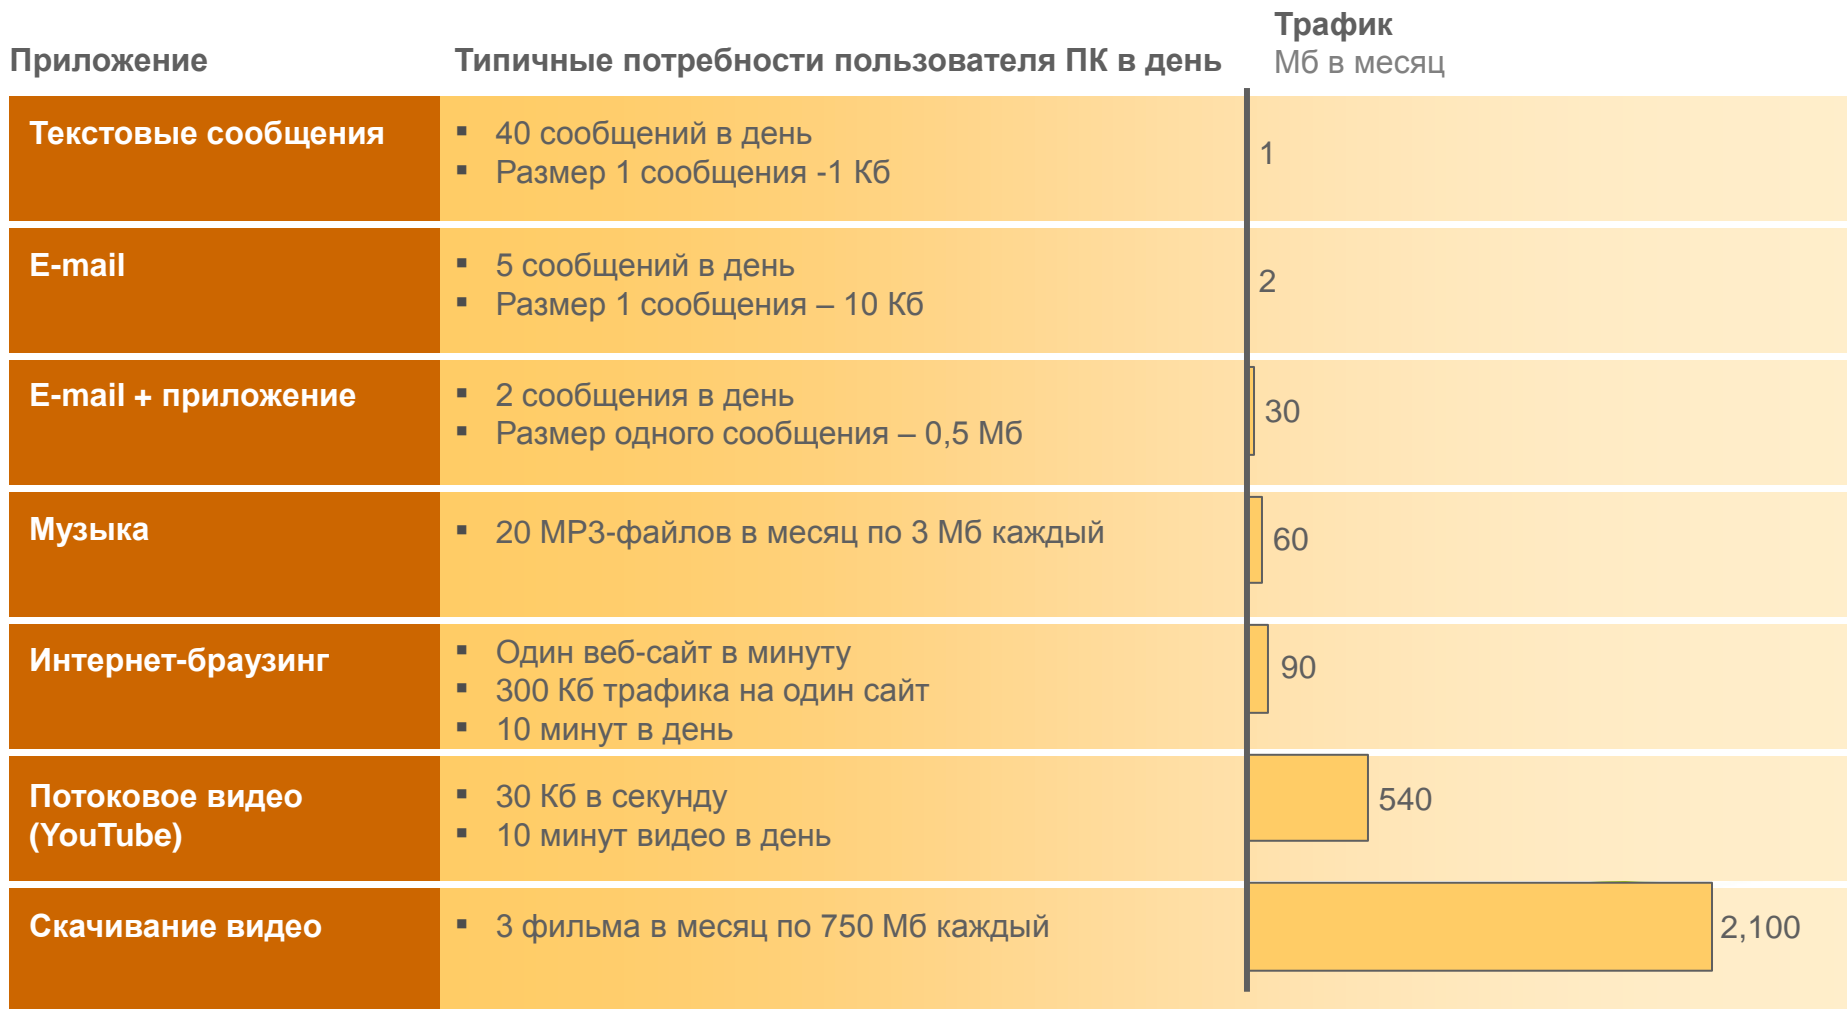 Приложение
Типичные потребности пользователя ПК в день
Трафик
Мб в месяц
Текстовые сообщения
▪ 40 сообщений в день
▪ Размер 1 сообщения -1 Кб
1
E-mail
▪ 5 сообщений в день
▪ Размер 1 сообщения – 10 Кб
2
E-mail + приложение
▪ 2 сообщения в день
▪ Размер одного сообщения – 0,5 Мб
30
Музыка
▪ 20 MP3-файлов в месяц по 3 Мб каждый
60
Интернет-браузинг
▪ Один веб-сайт в минуту
▪ 300 Кб трафика на один сайт
▪ 10 минут в день
90
Потоковое видео
(YouTube)
▪ 30 Кб в секунду
▪ 10 минут видео в день
540
Скачивание видео
▪ 3 фильма в месяц по 750 Мб каждый
2,100